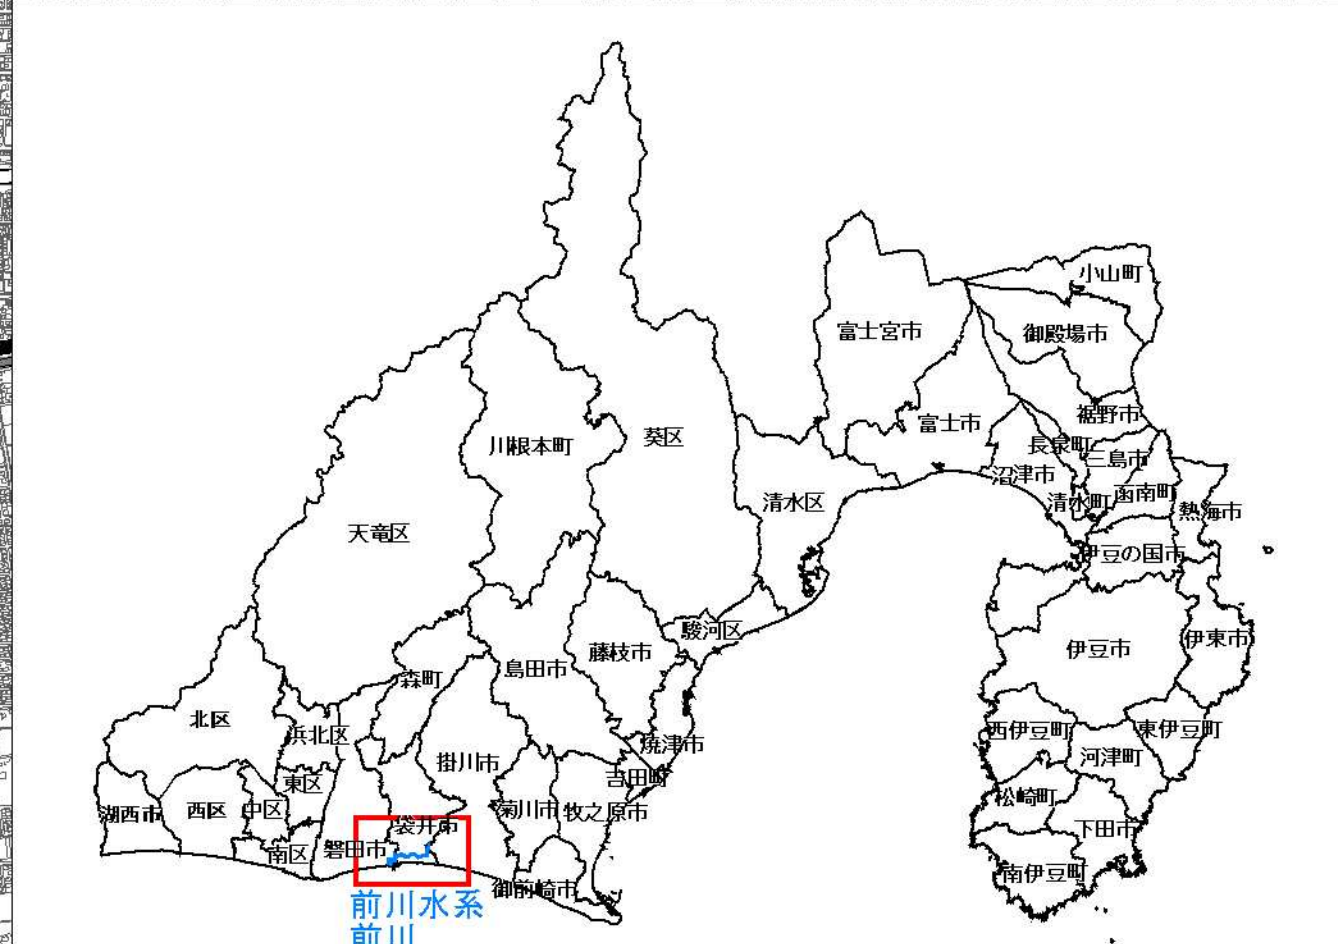 小山町
富士宮市
御殿場市
裾野市
富士市
葵区
長泉町
川根本町
三島市
沼津市
函南町
清水区
清水町
熱海市
天竜区
伊豆の国市
駿河区
伊東市
藤枝市
伊豆市
島田市
森町
北区
西伊豆町
東伊豆町
浜北区
焼津市
河津町
掛川市
吉田町
東区
松崎町
湖西市
西区
中区
菊川市
牧之原市
袋井市
下田市
磐田市
南区
南伊豆町
御前崎市
前川水系
前川